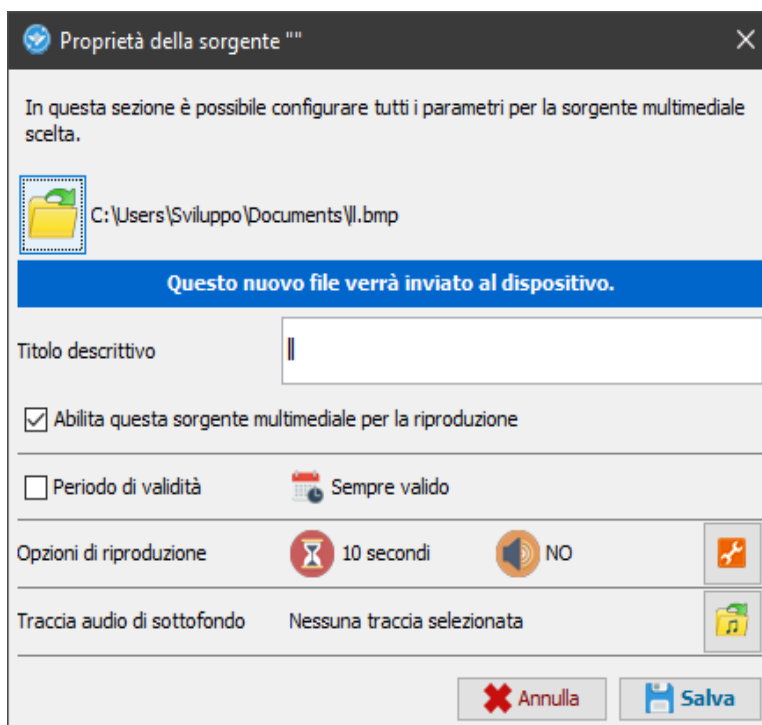 Proprietà della sorgente ""
In questa sezione è possibile configurare tutti i parametri per la sorgente multimediale
scelta.
C:\Users\Sviluppo\Documents\ll.bmp
Questo nuovo file verrà inviato al dispositivo.
Titolo descrittivo
ll
Abilita questa sorgente multimediale per la riproduzione
Periodo di validità Sempre valido
Opzioni di riproduzione 10 secondi NO
Traccia audio di sottofondo Nessuna traccia selezionata
Annulla Salva